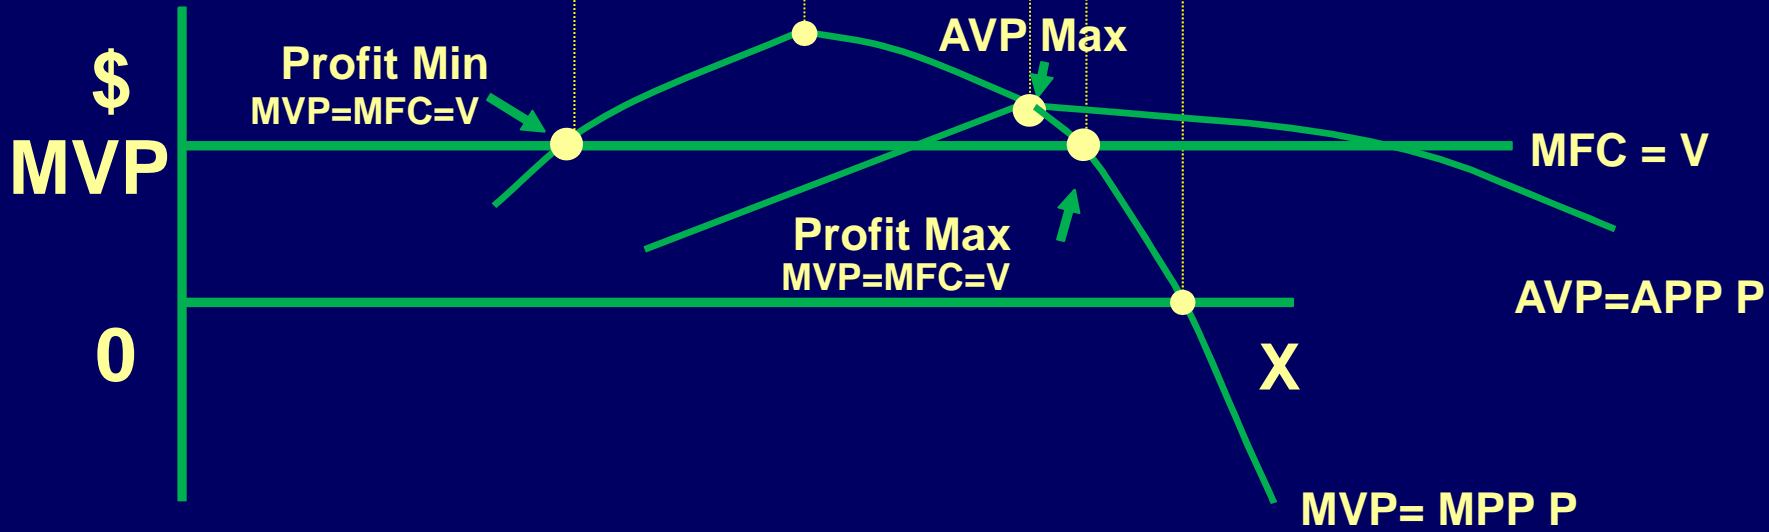 AVP Max
$
Profit Min
MVP=MFC=V
MVP
MFC = V
Profit Max
MVP=MFC=V
AVP=APP P
0
X
MVP= MPP P